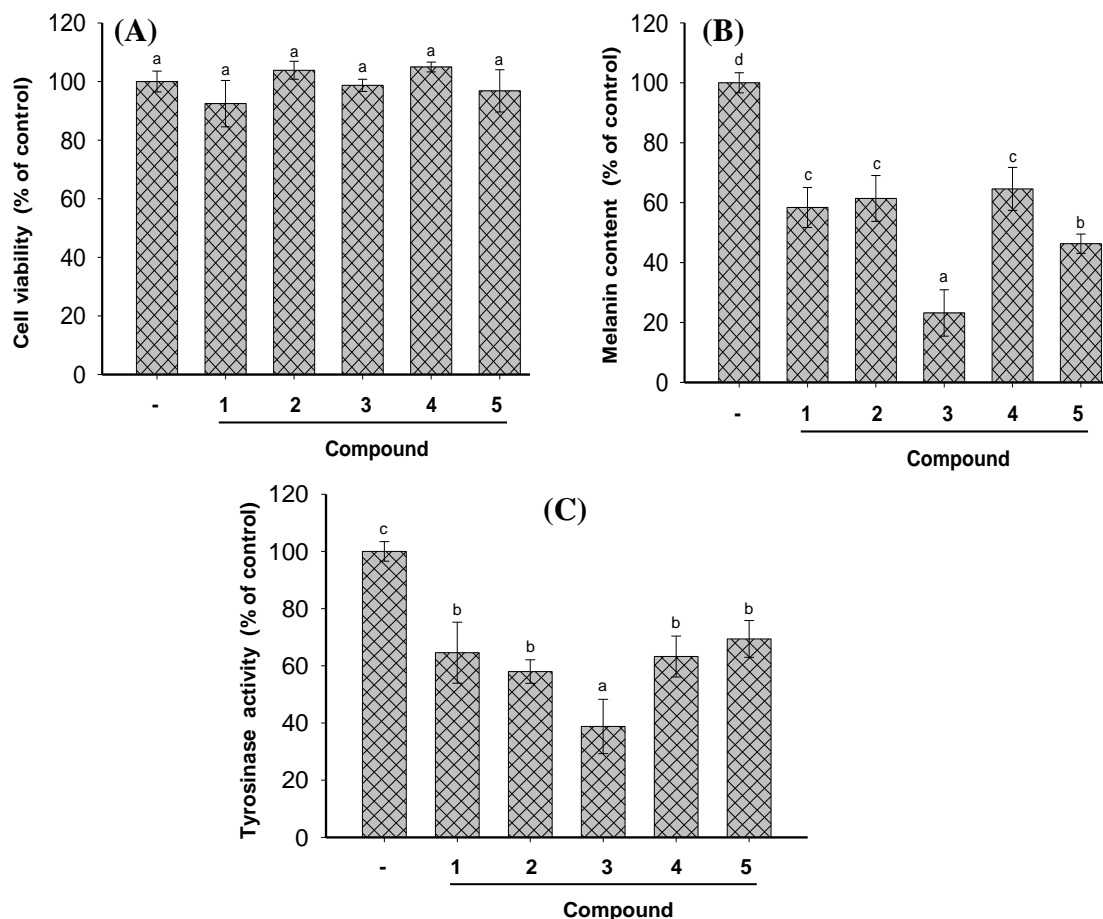 (A)
Cell viability (% of control)
120
100
80
60
40
20
0
a
a
a
a
a
a
- 1 2 3 4 5
Compound
(B)
Melanin content (% of control)
120
100
80
60
40
20
0
d
c
c
a
c
b
- 1 2 3 4 5
Compound
(C)
Tyrosinase activity (% of control)
120
100
80
60
40
20
0
c
b
b
a
b
b
- 1 2 3 4 5
Compound